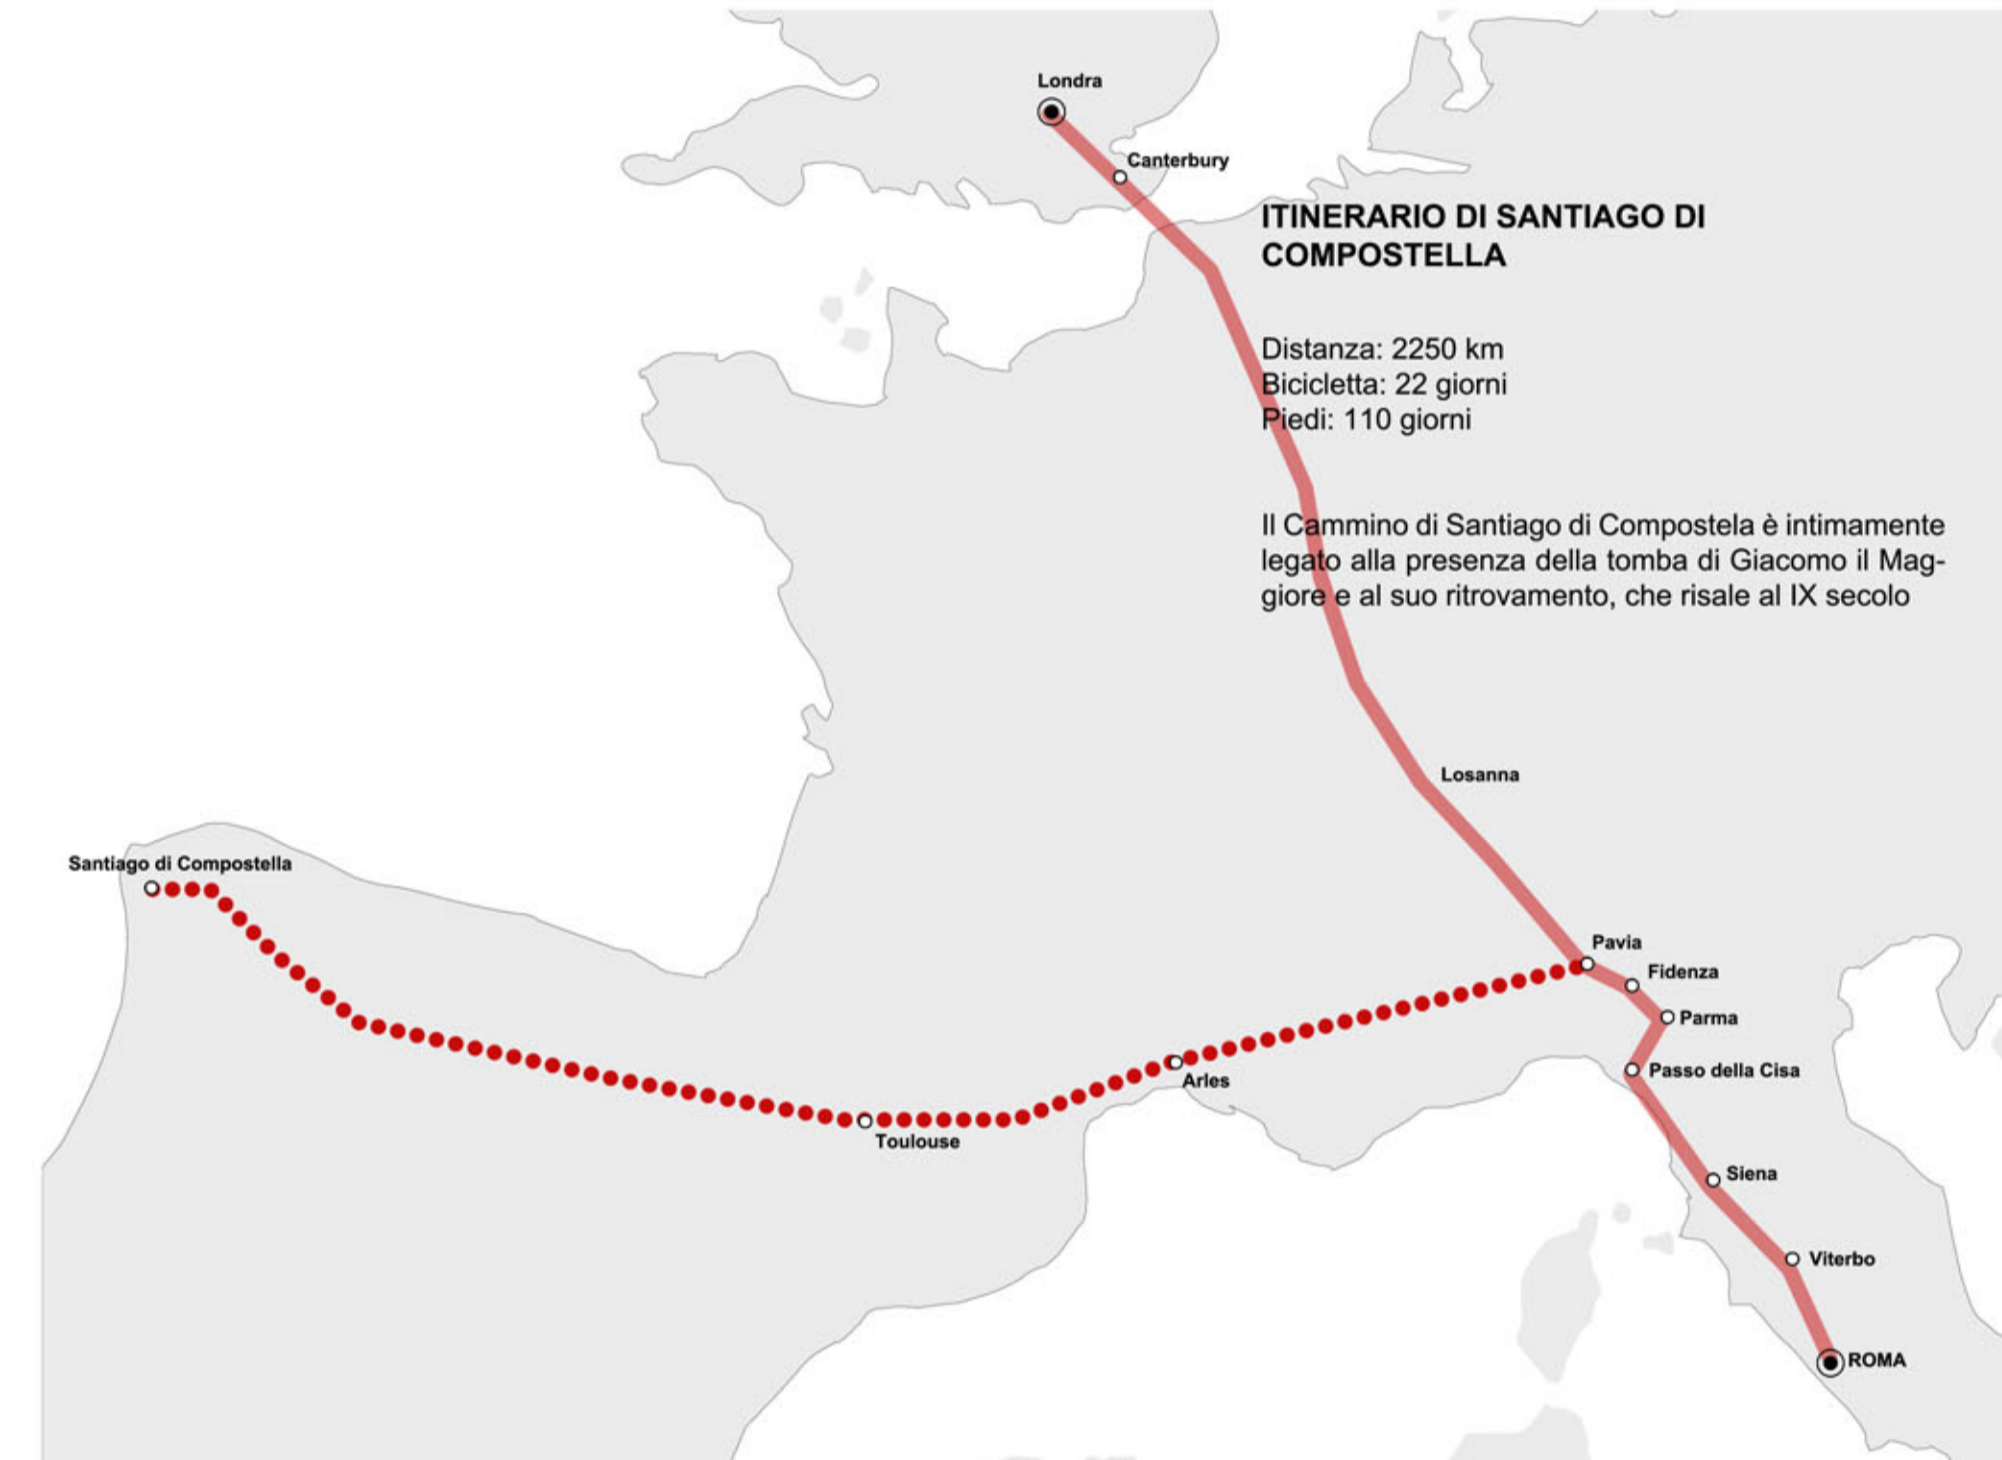 Londra
Canterbury
ITINERARIO DI SANTIAGO DI
COMPOSTELLA
Distanza: 2250 km
Bicicletta: 22 giorni
Piedi: 110 giorni
Il Cammino di Santiago di Compostela è intimamente
legato alla presenza della tomba di Giacomo il Mag-
giore e al suo ritrovamento, che risale al IX secolo
Losanna
Santiago di Compostella
Pavia
Fidenza
Parma
Passo della Cisa
Arles
Toulouse
Siena
Viterbo
ROMA